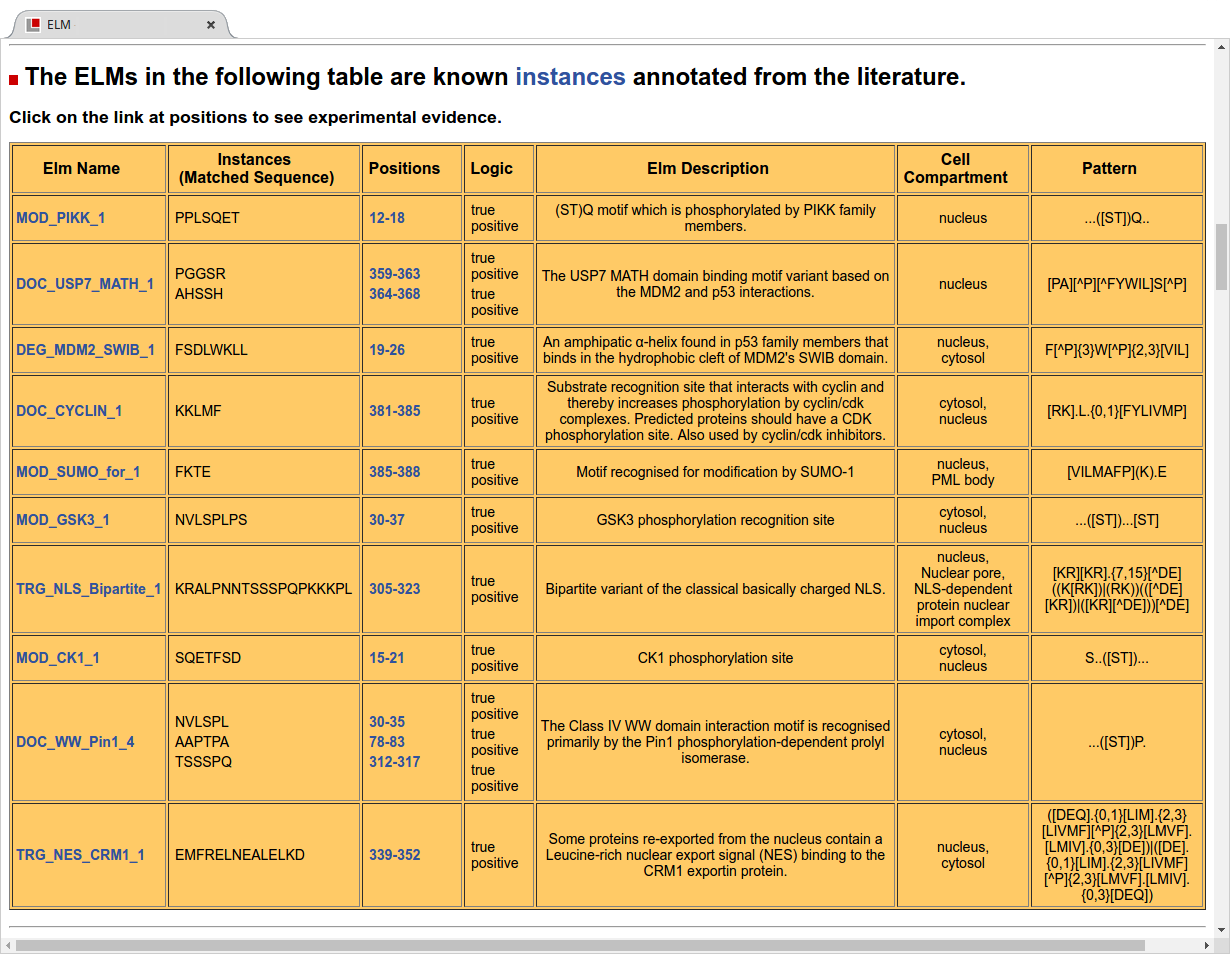 ELM
The ELMs in the following table are known instances annotated from the literature.
Click on the link at positions to see experimental evidence.
Elm Name
Instances
(Matched Sequence)
Positions
Logic
Elm Description
Cell
Compartment
Pattern
MOD_PIKK_1
PPLSQET
12-18
true
positive
(ST)Q motif which is phosphorylated by PIKK family
members.
nucleus
...([ST])Q..
DOC_USP7_MATH_1
PGGSR
AHSSH
359-363
364-368
true
positive
true
positive
The USP7 MATH domain binding motif variant based on
the MDM2 and p53 interactions.
nucleus
[PA][^P][^FYWIL]S[^P]
DEG_MDM2_SWIB_1
FSDLWKLL
19-26
true
positive
An amphipatic α-helix found in p53 family members that
binds in the hydrophobic cleft of MDM2's SWIB domain.
nucleus,
cytosol
F[^P]{3}W[^P]{2,3}[VIL]
DOC_CYCLIN_1
KKLMF
381-385
true
positive
Substrate recognition site that interacts with cyclin and
thereby increases phosphorylation by cyclin/cdk
complexes. Predicted proteins should have a CDK
phosphorylation site. Also used by cyclin/cdk inhibitors.
cytosol,
nucleus
[RK].L.{0,1}[FYLIVMP]
MOD_SUMO_for_1
FKTE
385-388
true
positive
Motif recognised for modification by SUMO-1
nucleus,
PML body
[VILMAFP](K).E
MOD_GSK3_1
NVLSPLPS
30-37
true
positive
GSK3 phosphorylation recognition site
cytosol,
nucleus
...([ST])...[ST]
TRG_NLS_Bipartite_1
KRALPNNTSSSPQPKKKPL
305-323
true
positive
Bipartite variant of the classical basically charged NLS.
nucleus,
Nuclear pore,
NLS-dependent
protein nuclear
import complex
[KR][KR].{7,15}[^DE]
((K[RK])|(RK))(([^DE]
[KR])|([KR][^DE]))[^DE]
MOD_CK1_1
SQETFSD
15-21
true
positive
CK1 phosphorylation site
cytosol,
nucleus
S..([ST])...
DOC_WW_Pin1_4
NVLSPL
AAPTPA
TSSSPQ
30-35
78-83
312-317
true
positive
true
positive
true
positive
The Class IV WW domain interaction motif is recognised
primarily by the Pin1 phosphorylation-dependent prolyl
isomerase.
cytosol,
nucleus
...([ST])P.
TRG_NES_CRM1_1
EMFRELNEALELKD
339-352
true
positive
Some proteins re-exported from the nucleus contain a
Leucine-rich nuclear export signal (NES) binding to the
CRM1 exportin protein.
nucleus,
cytosol
([DEQ].{0,1}[LIM].{2,3}
[LIVMF][^P]{2,3}[LMVF].
[LMIV].{0,3}[DE])|([DE].
{0,1}[LIM].{2,3}[LIVMF]
[^P]{2,3}[LMVF].[LMIV].
{0,3}[DEQ])